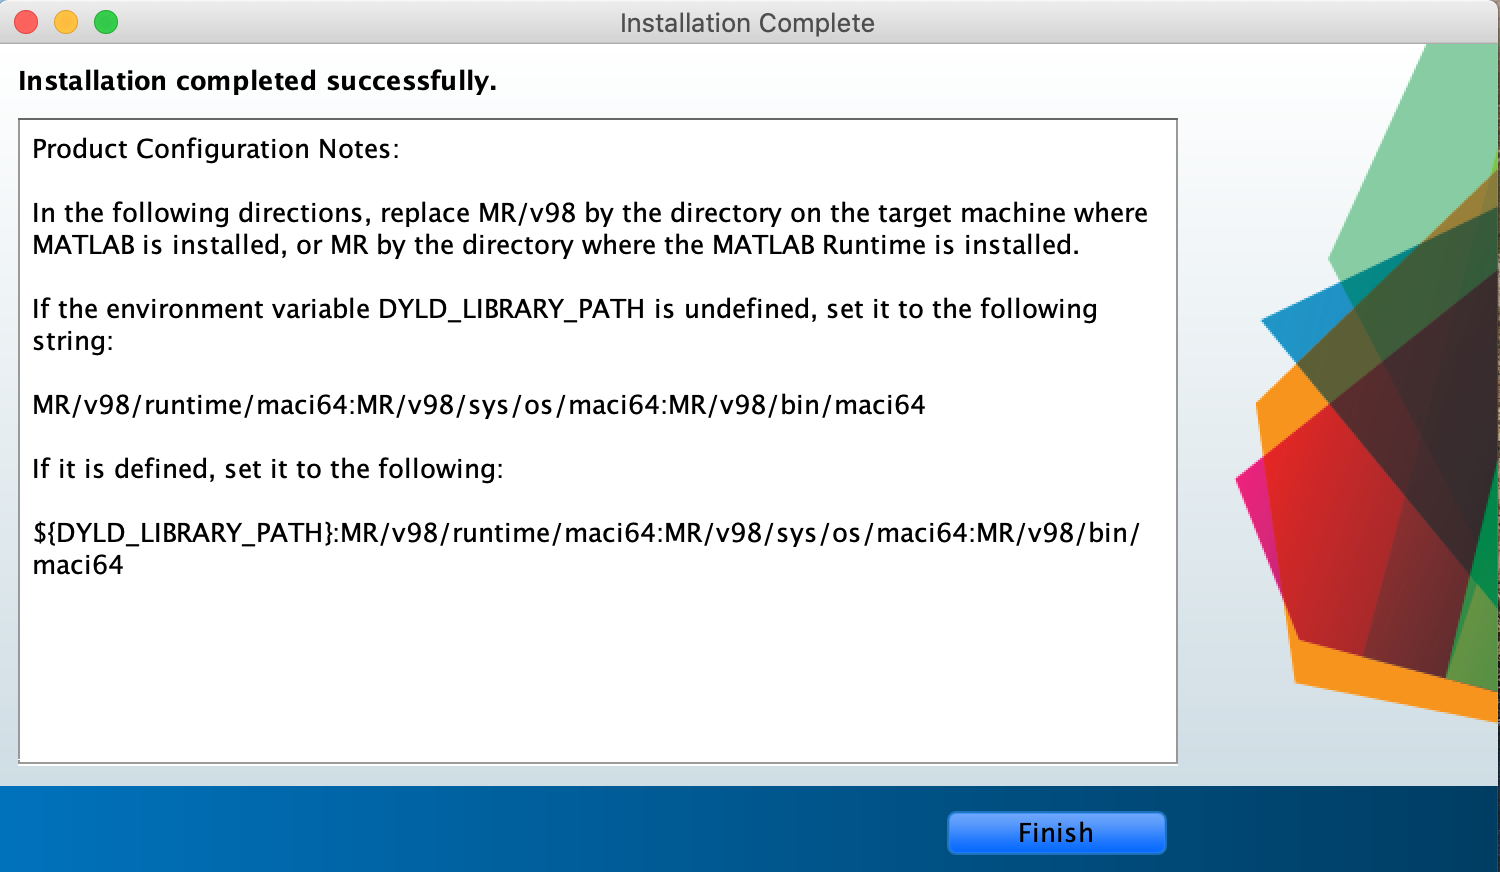 Installation Complete
Installation completed successfully.
Product Configuration Notes:
In the following directions, replace MR/v98 by the directory on the target machine where
MATLAB is installed, or MR by the directory where the MATLAB Runtime is installed.
If the environment variable DYLD_LIBRARY_PATH is undefined, set it to the following
string:
MR/v98/runtime/maci64:MR/v98/sys/os/maci64:MR/v98/bin/maci64
If it is defined, set it to the following:
${DYLD_LIBRARY_PATH}:MR/v98/runtime/maci64:MR/v98/sys/os/maci64:MR/v98/bin/
maci64
Finish